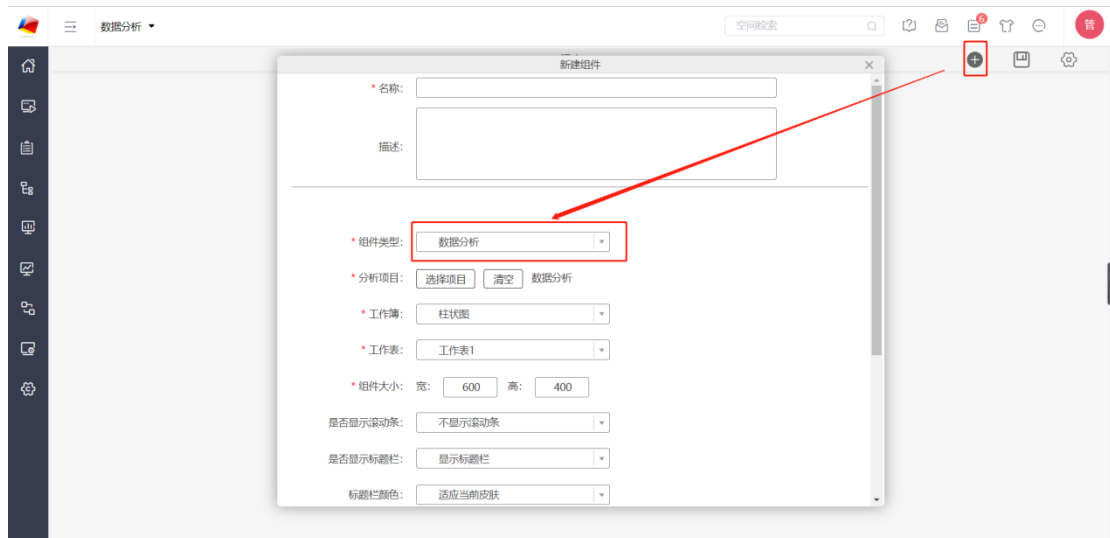 数据分析
空间检索
6
管
新建组件
* 名称:
描述:
* 组件类型: 数据分析
* 分析项目: 选择项目 清空 数据分析
* 工作簿: 柱状图
* 工作表: 工作表1
* 组件大小: 宽: 600 高: 400
是否显示滚动条: 不显示滚动条
是否显示标题栏: 显示标题栏
标题栏颜色: 适应当前皮肤